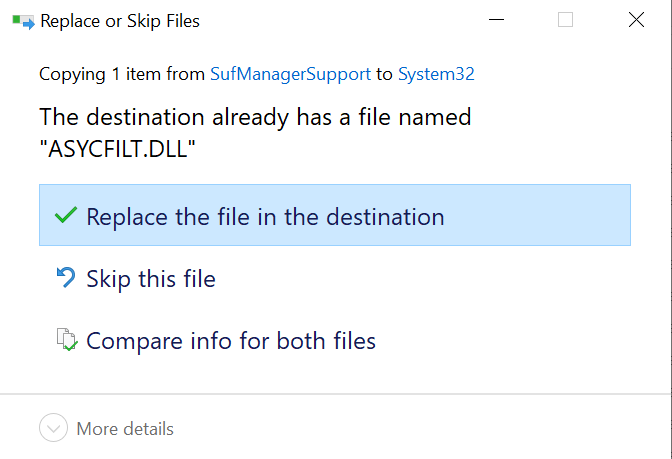 Replace or Skip Files
Copying 1 item from SufManagerSupport to System32
The destination already has a file named
"ASYCFILT.DLL"
Replace the file in the destination
Skip this file
Compare info for both files
More details